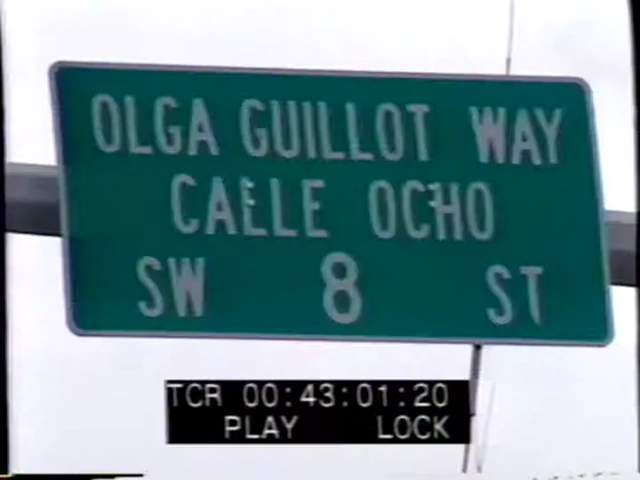 OLGA GUILLOT WAY
CALLE OCHO
SW 8 ST
TCR 00:43:01:20
PLAY LOCK